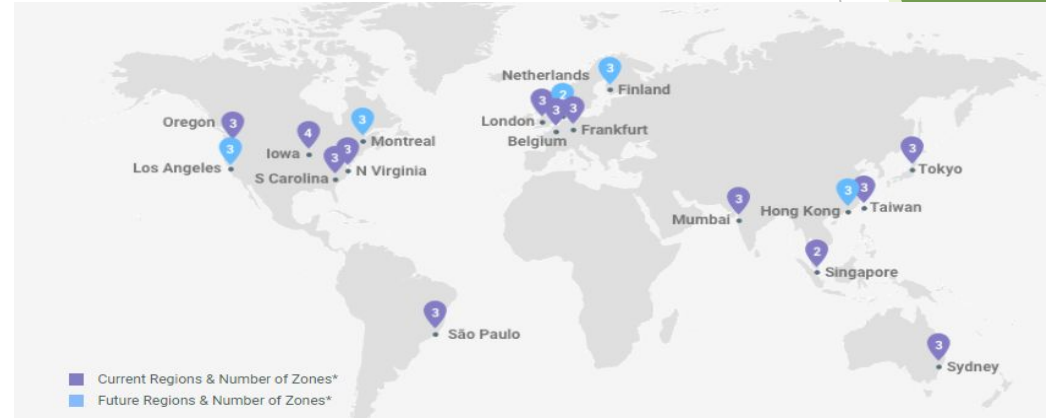 Netherlands
3
Finland
2
3
3
3
London
Belgium
Frankfurt
Oregon
3
4
3
Montreal
Iowa
Los Angeles
3
3
3
N Virginia
S Carolina
3
Tokyo
3
Mumbai
3
3
Hong Kong
Taiwan
2
Singapore
3
São Paulo
3
Sydney
Current Regions & Number of Zones*
Future Regions & Number of Zones*